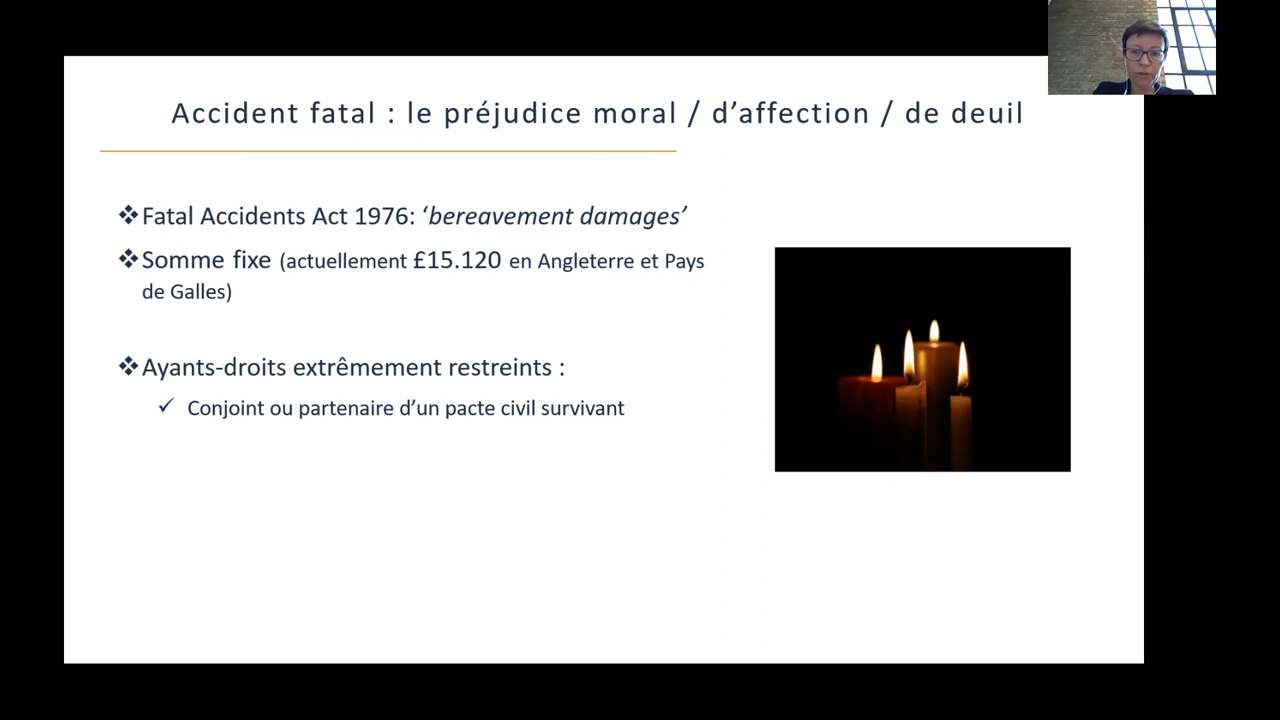 Accident fatal : le préjudice moral / d’affection / de deuil
❖Fatal Accidents Act 1976: ‘bereavement damages’
❖Somme fixe (actuellement £15.120 en Angleterre et Pays
de Galles)
❖Ayants-droits extrêmement restreints :
✓ Conjoint ou partenaire d’un pacte civil survivant